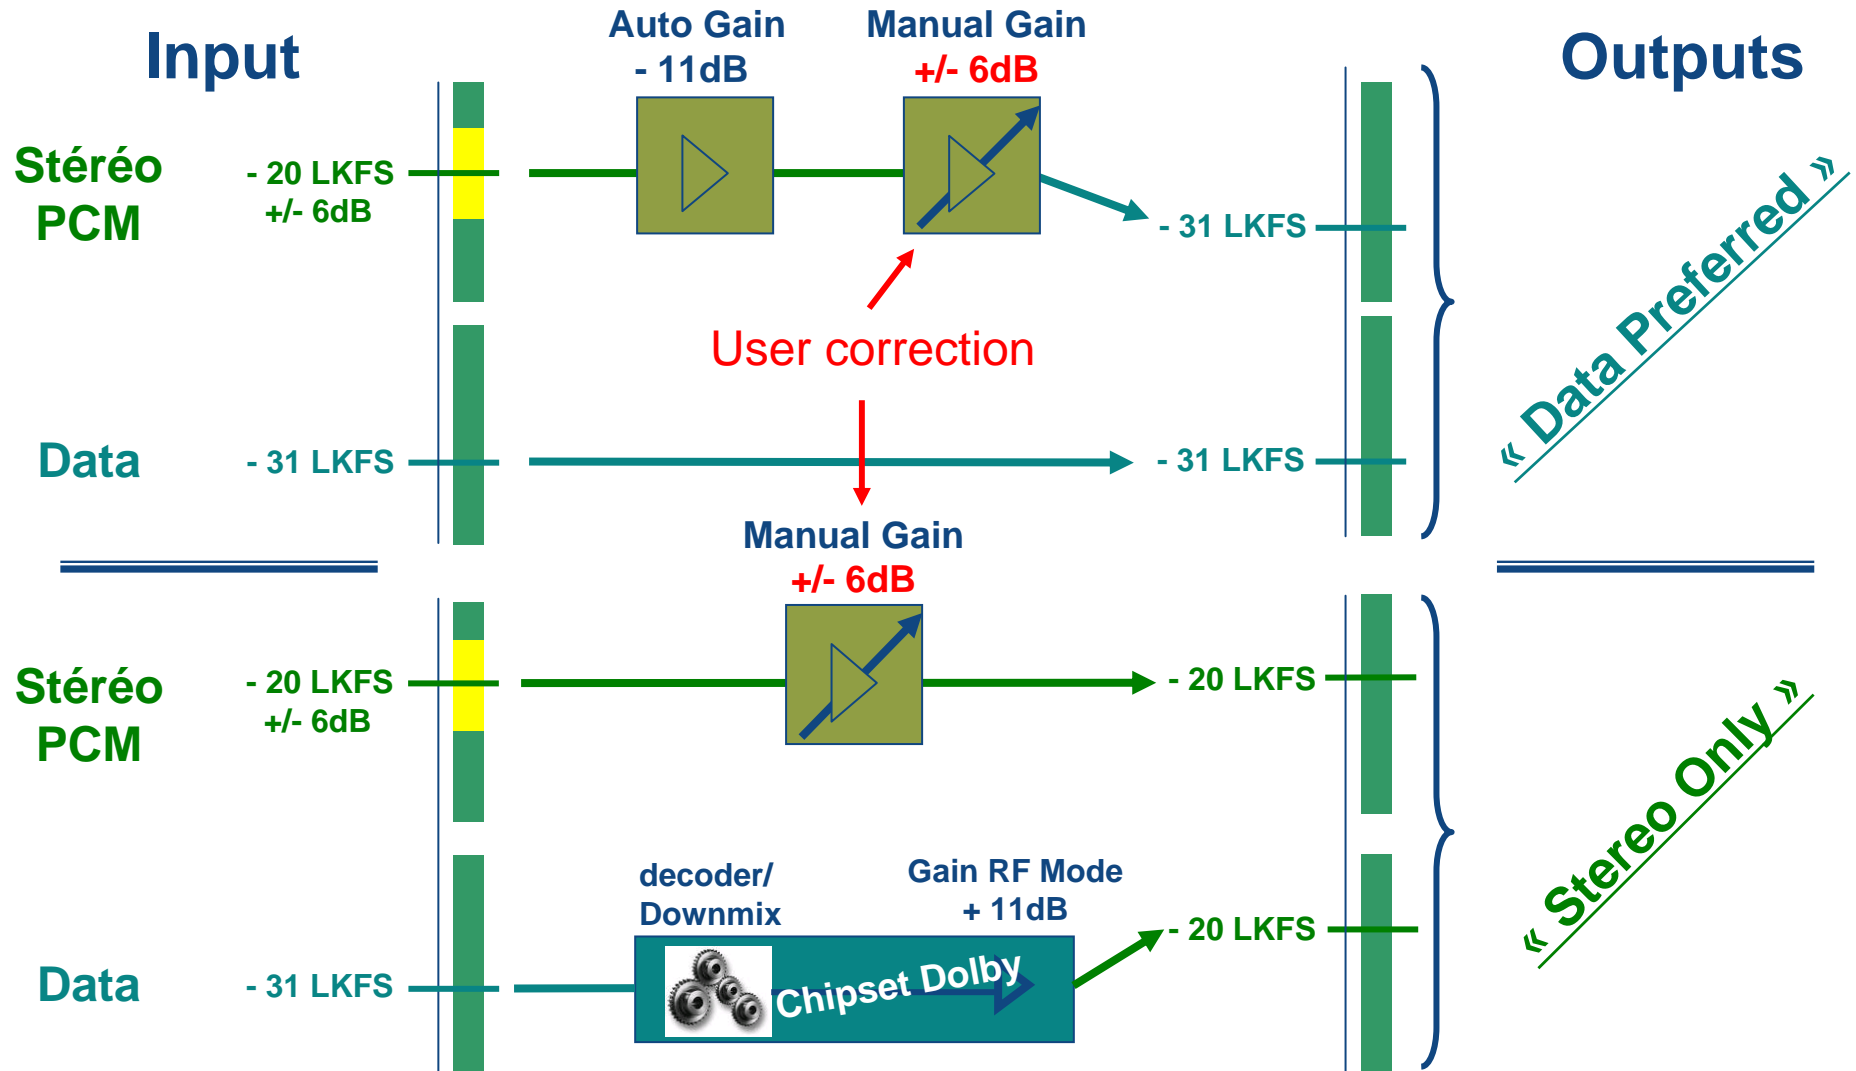 Input
Auto Gain
- 11dB
Manual Gain
+/- 6dB
Outputs
Stéréo
PCM
- 20 LKFS
+/- 6dB
- 31 LKFS
« Data Preferred »
User correction
Data
- 31 LKFS
- 31 LKFS
Manual Gain
+/- 6dB
Stéréo
PCM
- 20 LKFS
+/- 6dB
- 20 LKFS
« Stereo Only »
decoder/
Downmix
Gain RF Mode
+ 11dB
- 20 LKFS
Data
- 31 LKFS
Chipset Dolby